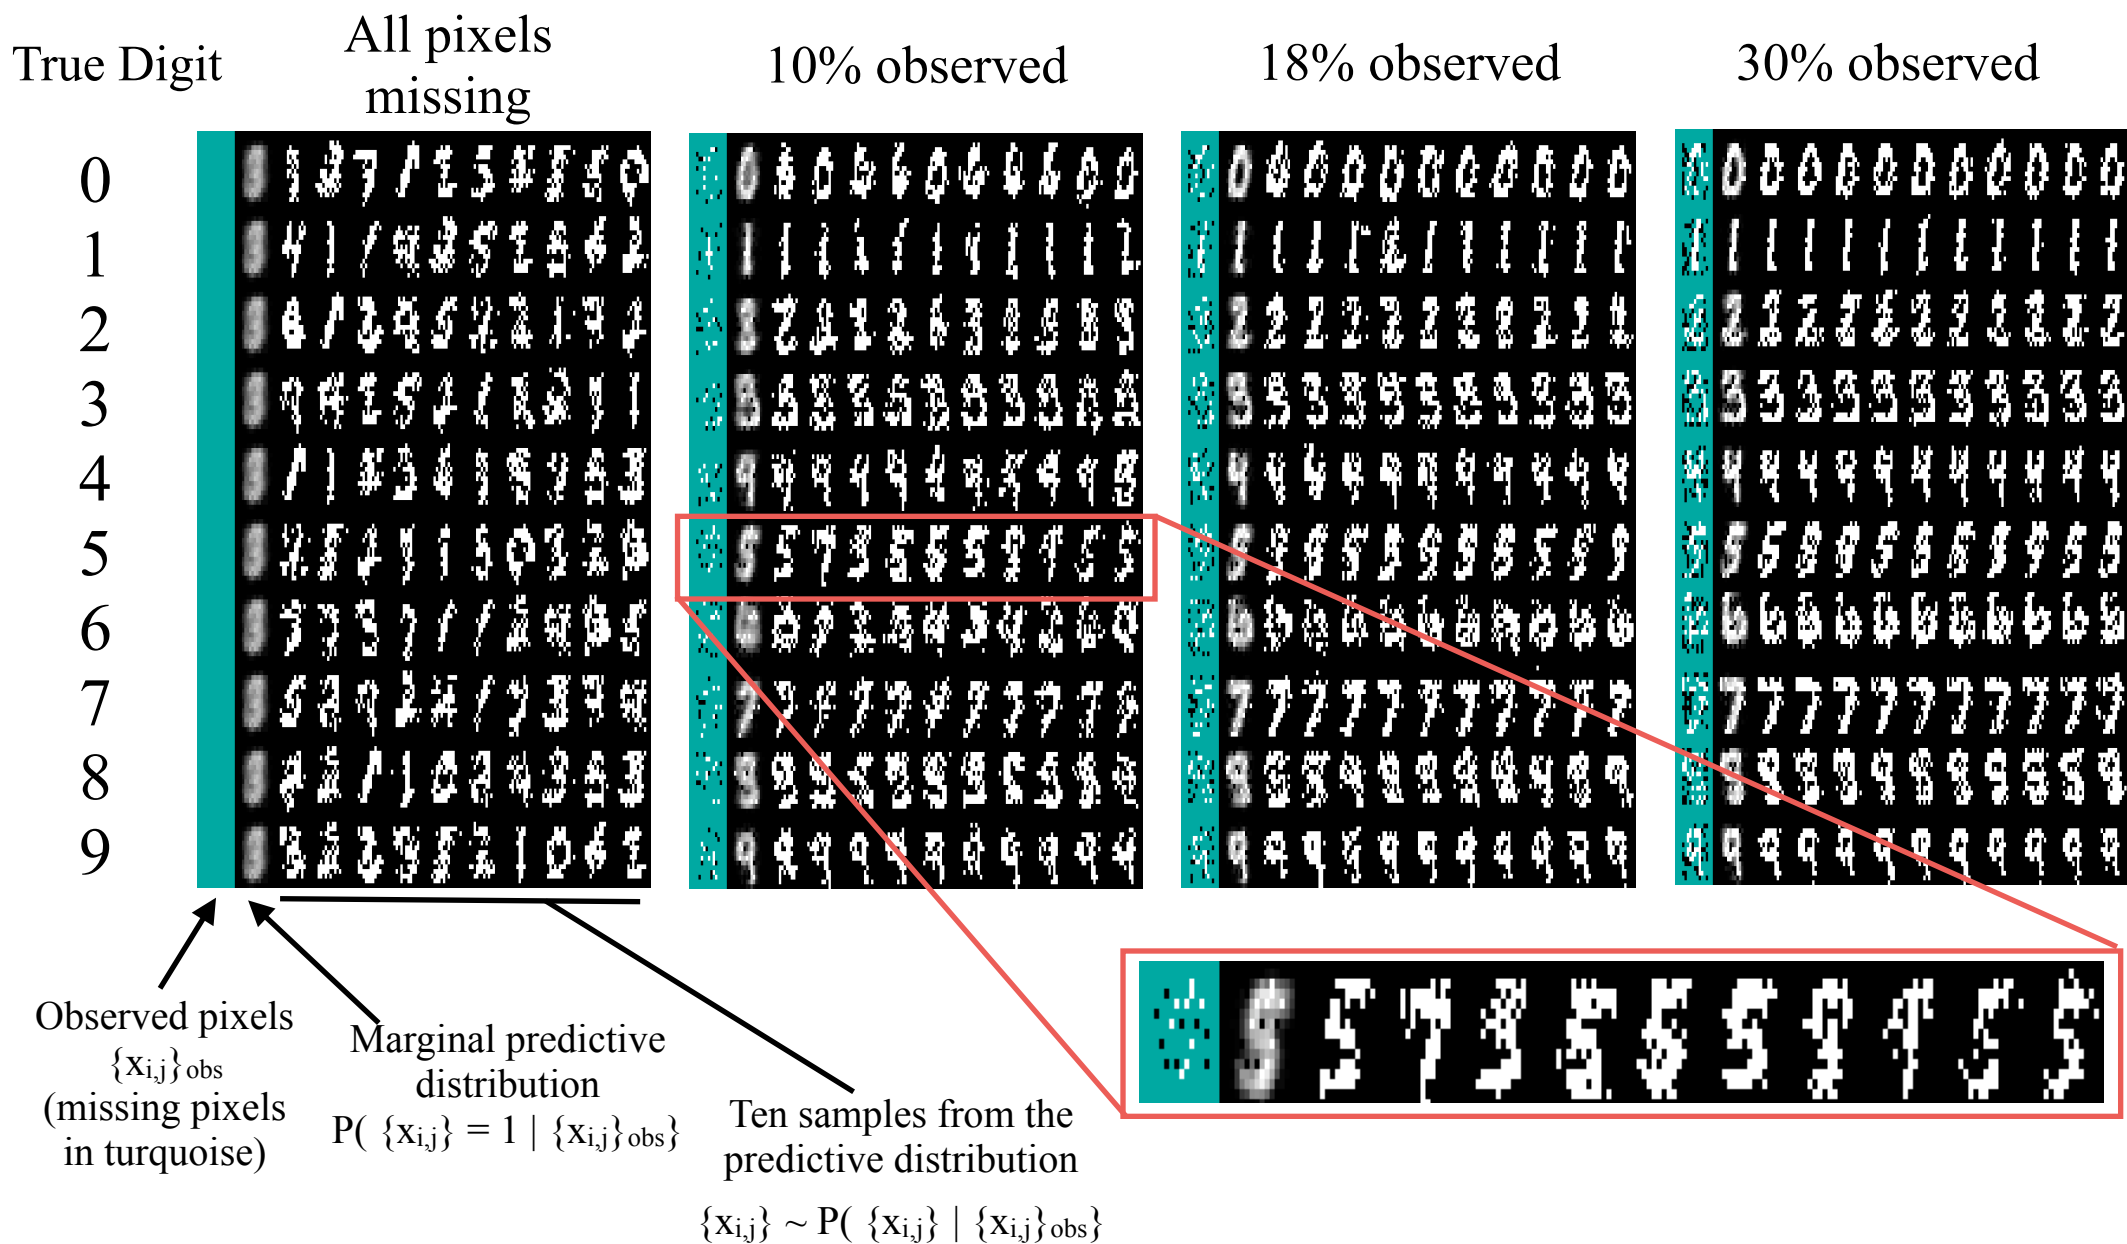 True Digit
All pixels
missing
10% observed
18% observed
30% observed
0
1
2
3
4
5
6
7
8
9
Observed pixels
{xi,j}obs
(missing pixels
in turquoise)
Marginal predictive
distribution
P( {xi,j} = 1 | {xi,j}obs}
Ten samples from the
predictive distribution
{xi,j} ~ P( {xi,j} | {xi,j}obs}